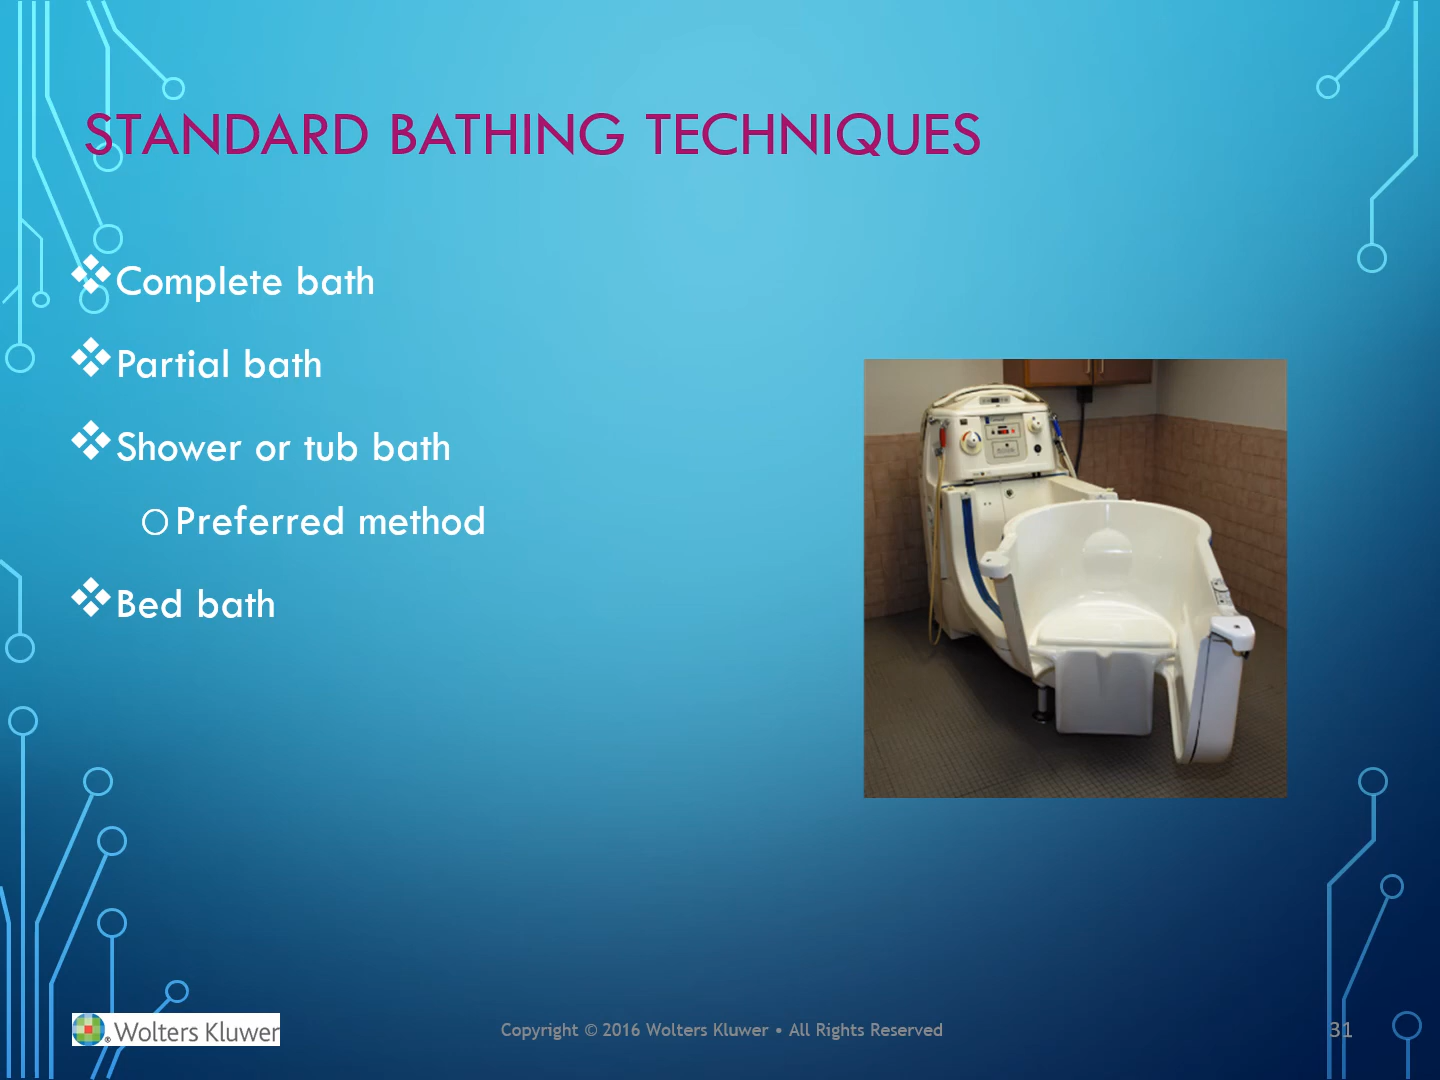 STANDARD BATHING TECHNIQUES
❖Complete bath
❖Partial bath
❖Shower or tub bath
○Preferred method
❖Bed bath
® Wolters Kluwer
Copyright © 2016 Wolters Kluwer • All Rights Reserved
31